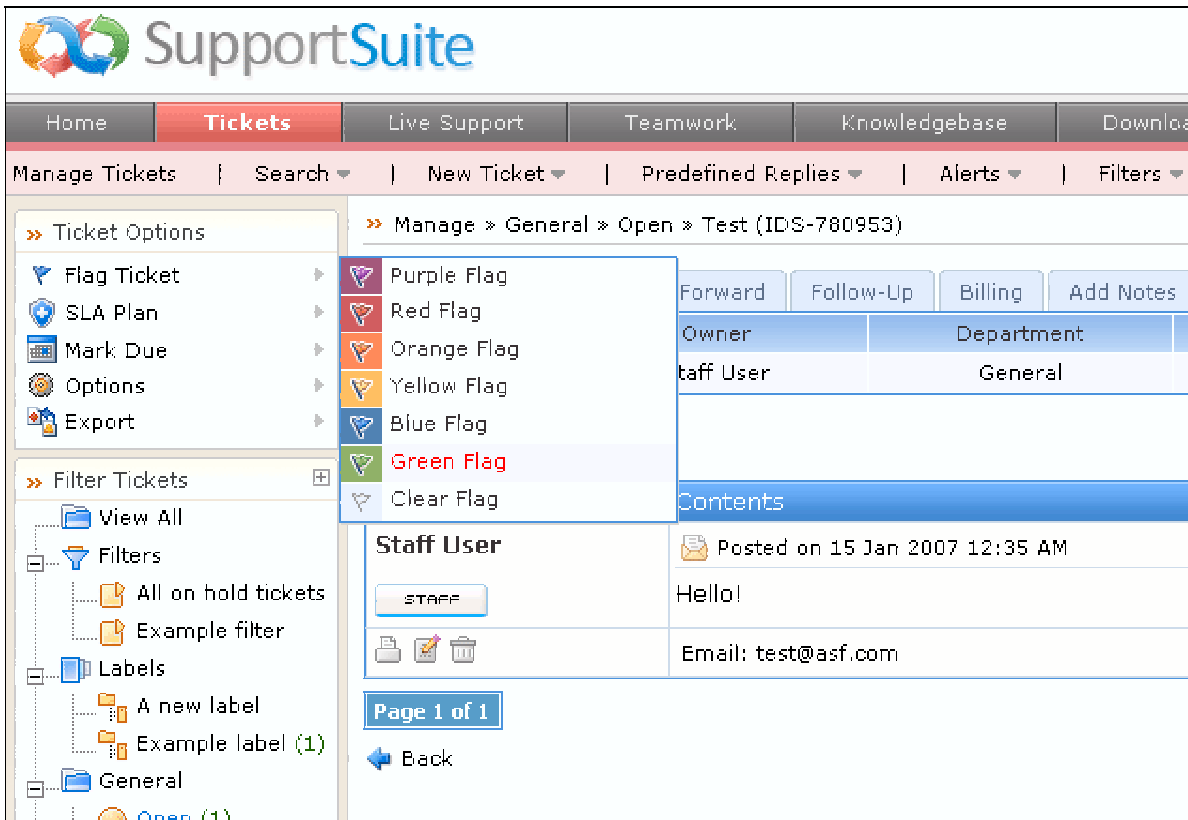 SupportSuite
Home Tickets Live Support Teamwork Knowledgebase
Manage Tickets | Search | New Ticket | Predefined Replies | Alerts | Filters
» Ticket Options
Flag Ticket
SLA Plan
Mark Due
Options
Export
» Filter Tickets
View All
Filters
All on hold tickets
Example filter
Labels
A new label
Example label (1)
General
Open (1)
» Manage » General » Open » Test (IDS-780953)
Purple Flag
Red Flag
Orange Flag
Yellow Flag
Blue Flag
Green Flag
Clear Flag
Forward Follow-Up Billing Add Notes
Owner Department
taff User General
Contents
Staff User
STAFF
Posted on 15 Jan 2007 12:35 AM
Hello!
Email: test@asf.com
Page 1 of 1
Back